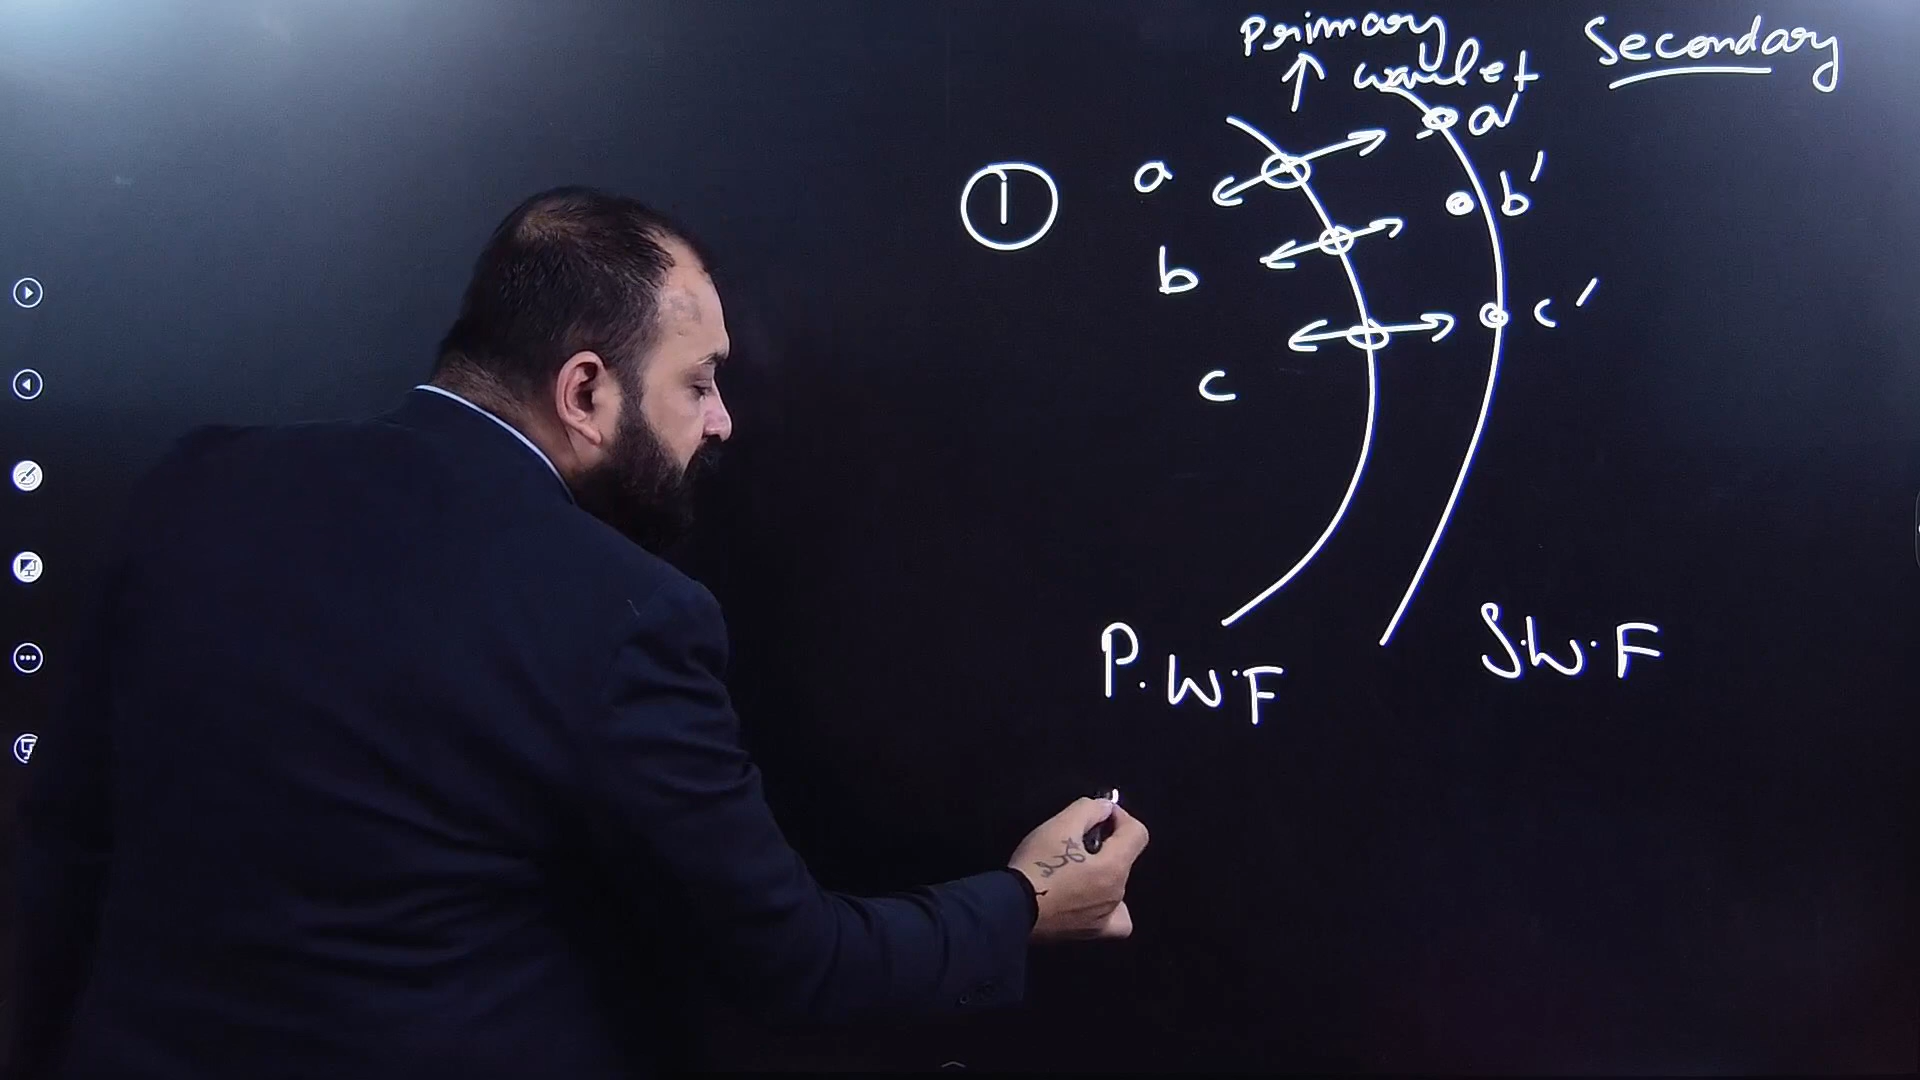 Primary
wavelet
Secondary
a'
1
a
b'
b
c'
c
P.W.F
S.W.F